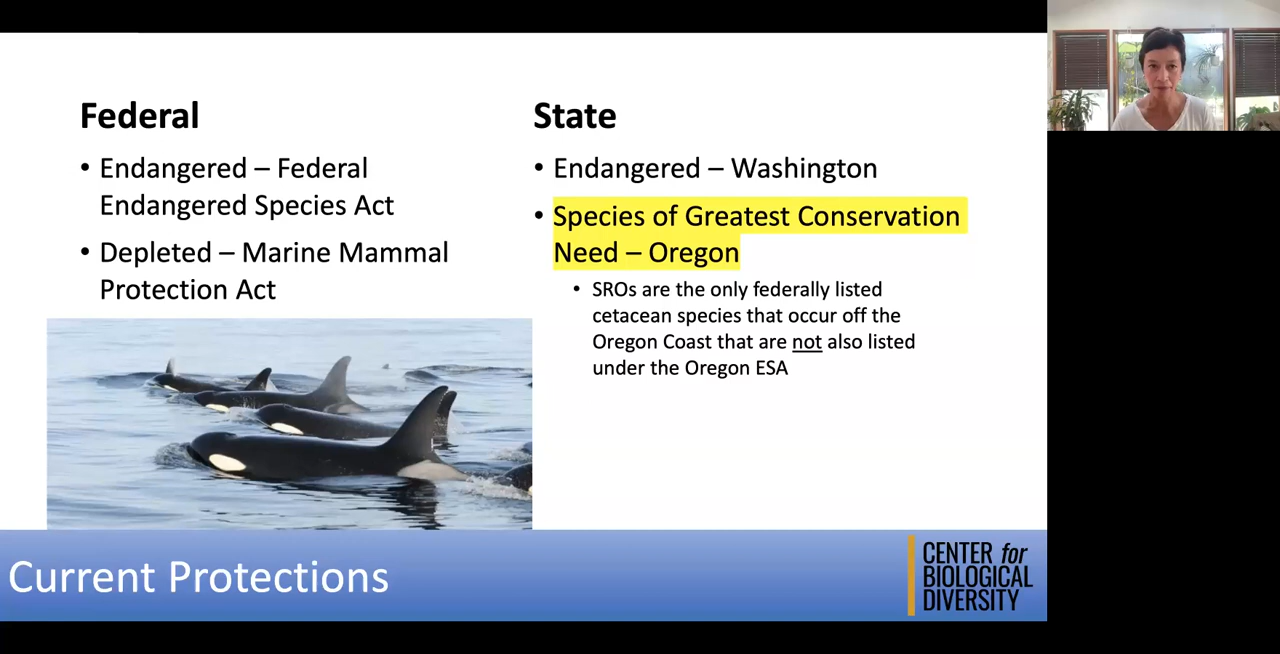 Federal
• Endangered – Federal
Endangered Species Act
• Depleted – Marine Mammal
Protection Act
State
• Endangered – Washington
• Species of Greatest Conservation
Need – Oregon
• SROs are the only federally listed
cetacean species that occur off the
Oregon Coast that are not also listed
under the Oregon ESA
Current Protections
CENTER for
BIOLOGICAL
DIVERSITY